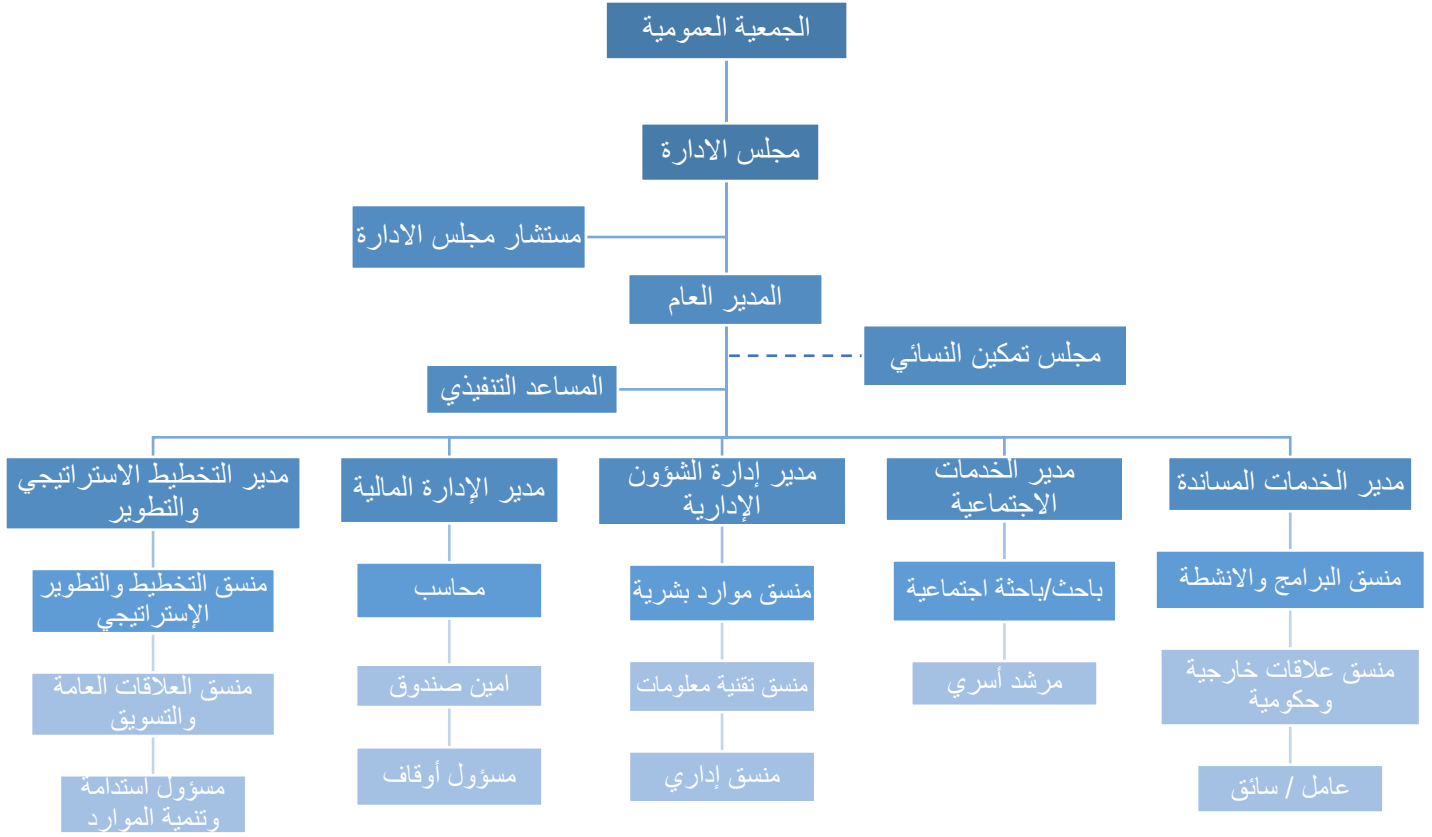 الجمعية العمومية
مجلس الادارة
مستشار مجلس الادارة
المدير العام
مجلس تمكين النسائي
المساعد التنفيذي
مدير الخدمات المساندة
مدير الخدمات
الاجتماعية
مدير إدارة الشؤون
الإدارية
مدير الإدارة المالية
مدير التخطيط الاستراتيجي
والتطوير
منسق البرامج والانشطة
باحث/باحثة اجتماعية
منسق موارد بشرية
محاسب
منسق التخطيط والتطوير
الإستراتيجي
منسق علاقات خارجية
وحكومية
مرشد أسري
منسق تقنية معلومات
امين صندوق
منسق العلاقات العامة
والتسويق
عامل / سائق
منسق إداري
مسؤول أوقاف
مسؤول استدامة
وتنمية الموارد